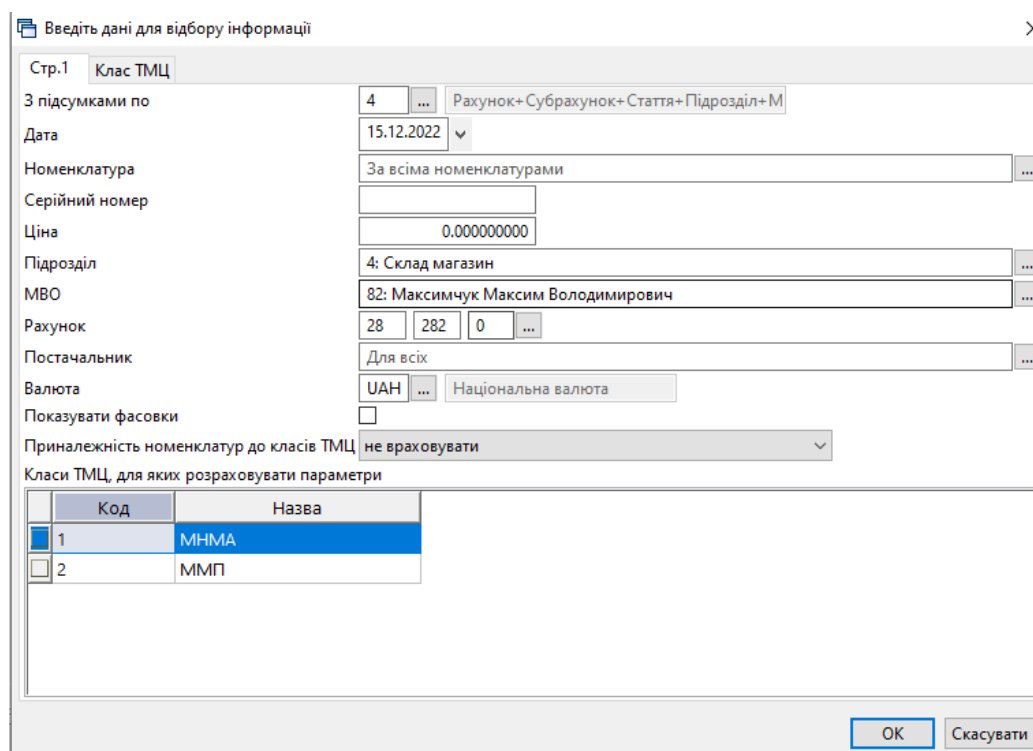 Введіть дані для відбору інформації
Стр.1 Клас ТМЦ
З підсумками по 4 ... Рахунок+Субрахунок+Стаття+Підрозділ+М
Дата 15.12.2022
Номенклатура За всіма номенклатурами ...
Серійний номер
Ціна 0.000000000
Підрозділ 4: Склад магазин ...
МВО 82: Максимчук Максим Володимирович ...
Рахунок 28 282 0 ...
Постачальник Для всіх ...
Валюта UAH ... Національна валюта
Показувати фасовки
Приналежність номенклатур до класів ТМЦ не враховувати
Класи ТМЦ, для яких розраховувати параметри
Код Назва
1 МНМА
2 ММП
ОК Скасувати